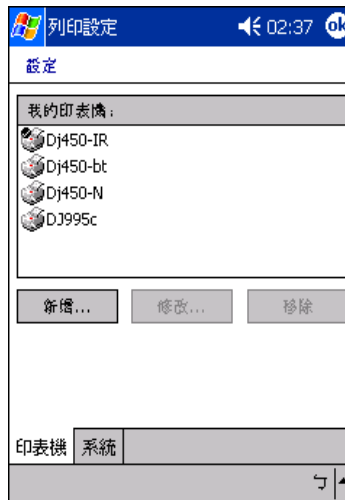 列印設定 02:37 ok
設定
我的印表機：
Dj450-IR
Dj450-bt
Dj450-N
DJ995c
新增... 修改... 移除
印表機 系統
ㄅ